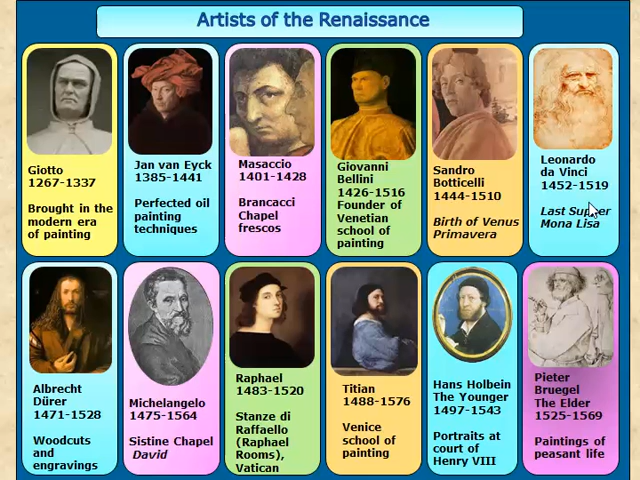 Artists of the Renaissance
Giotto
1267-1337
Brought in the
modern era
of painting
Jan van Eyck
1385-1441
Perfected oil
painting
techniques
Masaccio
1401-1428
Brancacci
Chapel
frescos
Giovanni
Bellini
1426-1516
Founder of
Venetian
school of
painting
Sandro
Botticelli
1444-1510
Birth of Venus
Primavera
Leonardo
da Vinci
1452-1519
Last Supper
Mona Lisa
Albrecht
Dürer
1471-1528
Woodcuts
and
engravings
Michelangelo
1475-1564
Sistine Chapel
David
Raphael
1483-1520
Stanze di
Raffaello
(Raphael
Rooms),
Vatican
Titian
1488-1576
Venice
school of
painting
Hans Holbein
The Younger
1497-1543
Portraits at
court of
Henry VIII
Pieter
Bruegel
The Elder
1525-1569
Paintings of
peasant life